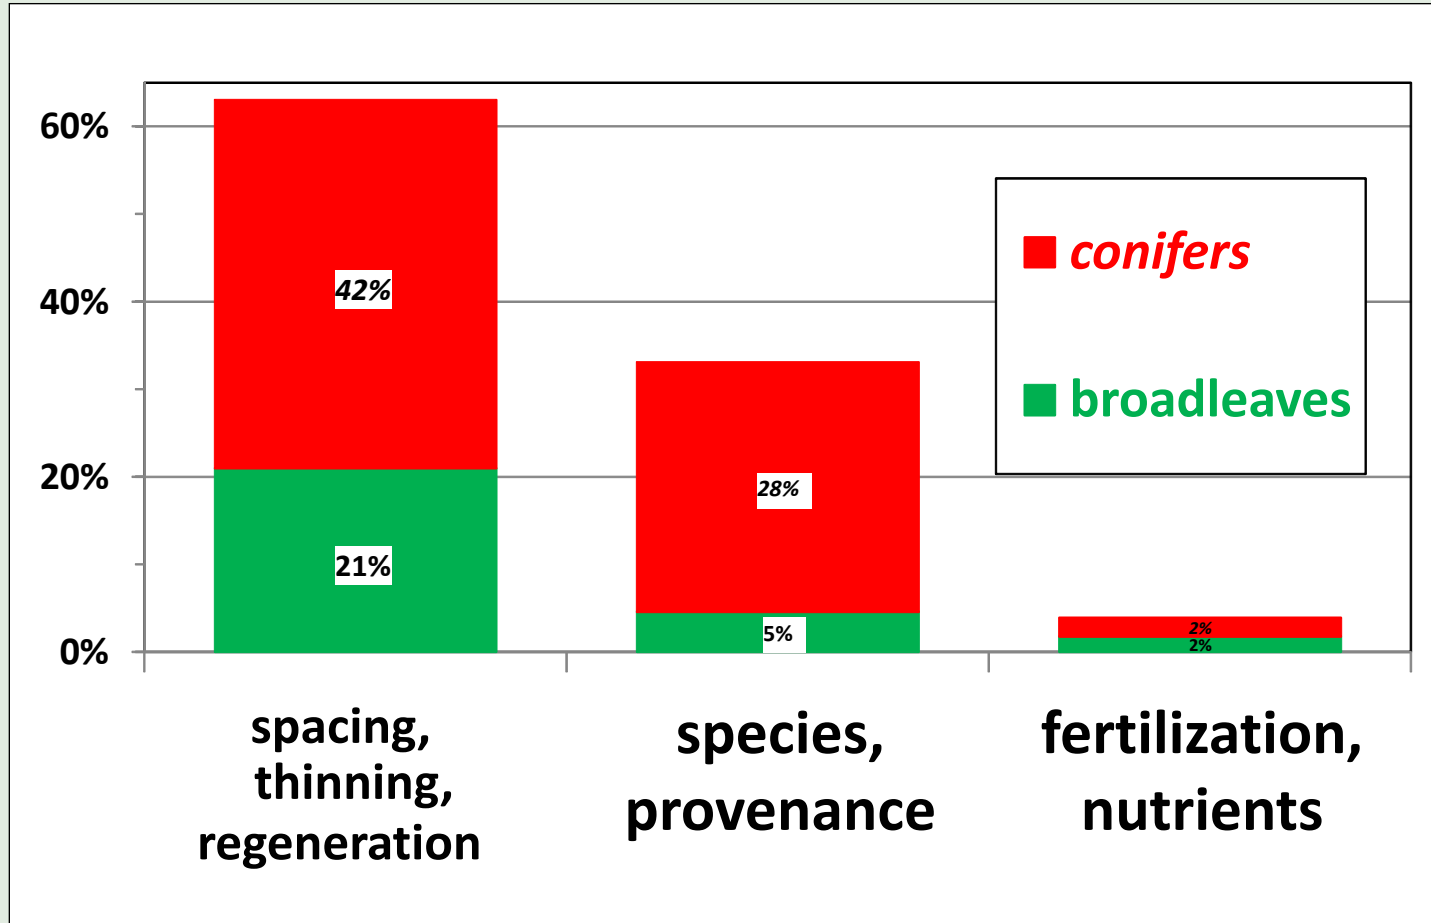 60%
40%
20%
0%
42%
21%
28%
5%
2%
2%
conifers
broadleaves
spacing,
thinning,
regeneration
species,
provenance
fertilization,
nutrients